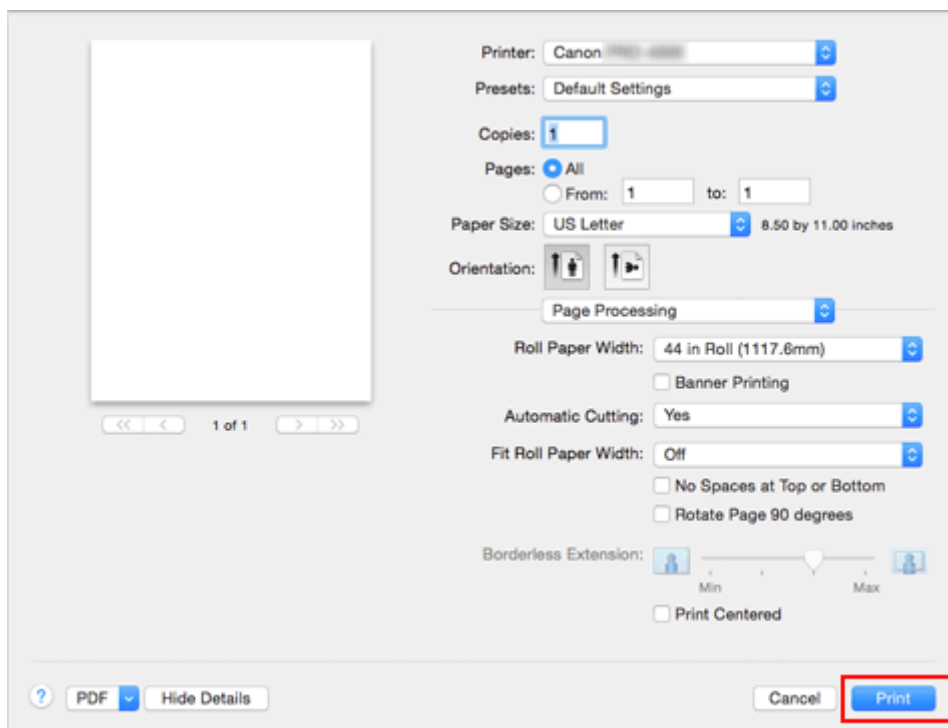 Printer: Canon
Presets: Default Settings
Copies: 1
Pages: All
From: 1 to: 1
Paper Size: US Letter 8.50 by 11.00 inches
Orientation:
Page Processing
Roll Paper Width: 44 in Roll (1117.6mm)
Banner Printing
1 of 1
Automatic Cutting: Yes
Fit Roll Paper Width: Off
No Spaces at Top or Bottom
Rotate Page 90 degrees
Borderless Extension:
Min Max
Print Centered
? PDF Hide Details Cancel Print